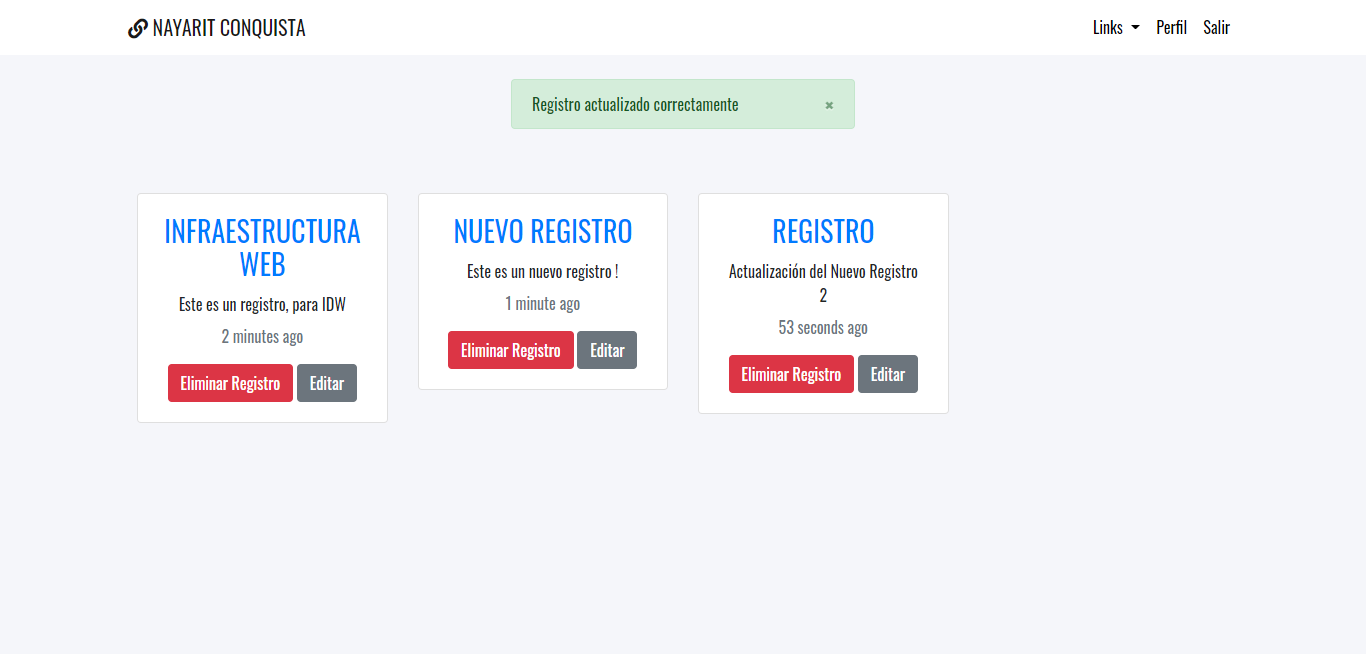 NAYARIT CONQUISTA
Links Perfil Salir
Registro actualizado correctamente ×
INFRAESTRUCTURA
WEB
Este es un registro, para IDW
2 minutes ago
Eliminar Registro Editar
NUEVO REGISTRO
Este es un nuevo registro !
1 minute ago
Eliminar Registro Editar
REGISTRO
Actualización del Nuevo Registro
2
53 seconds ago
Eliminar Registro Editar